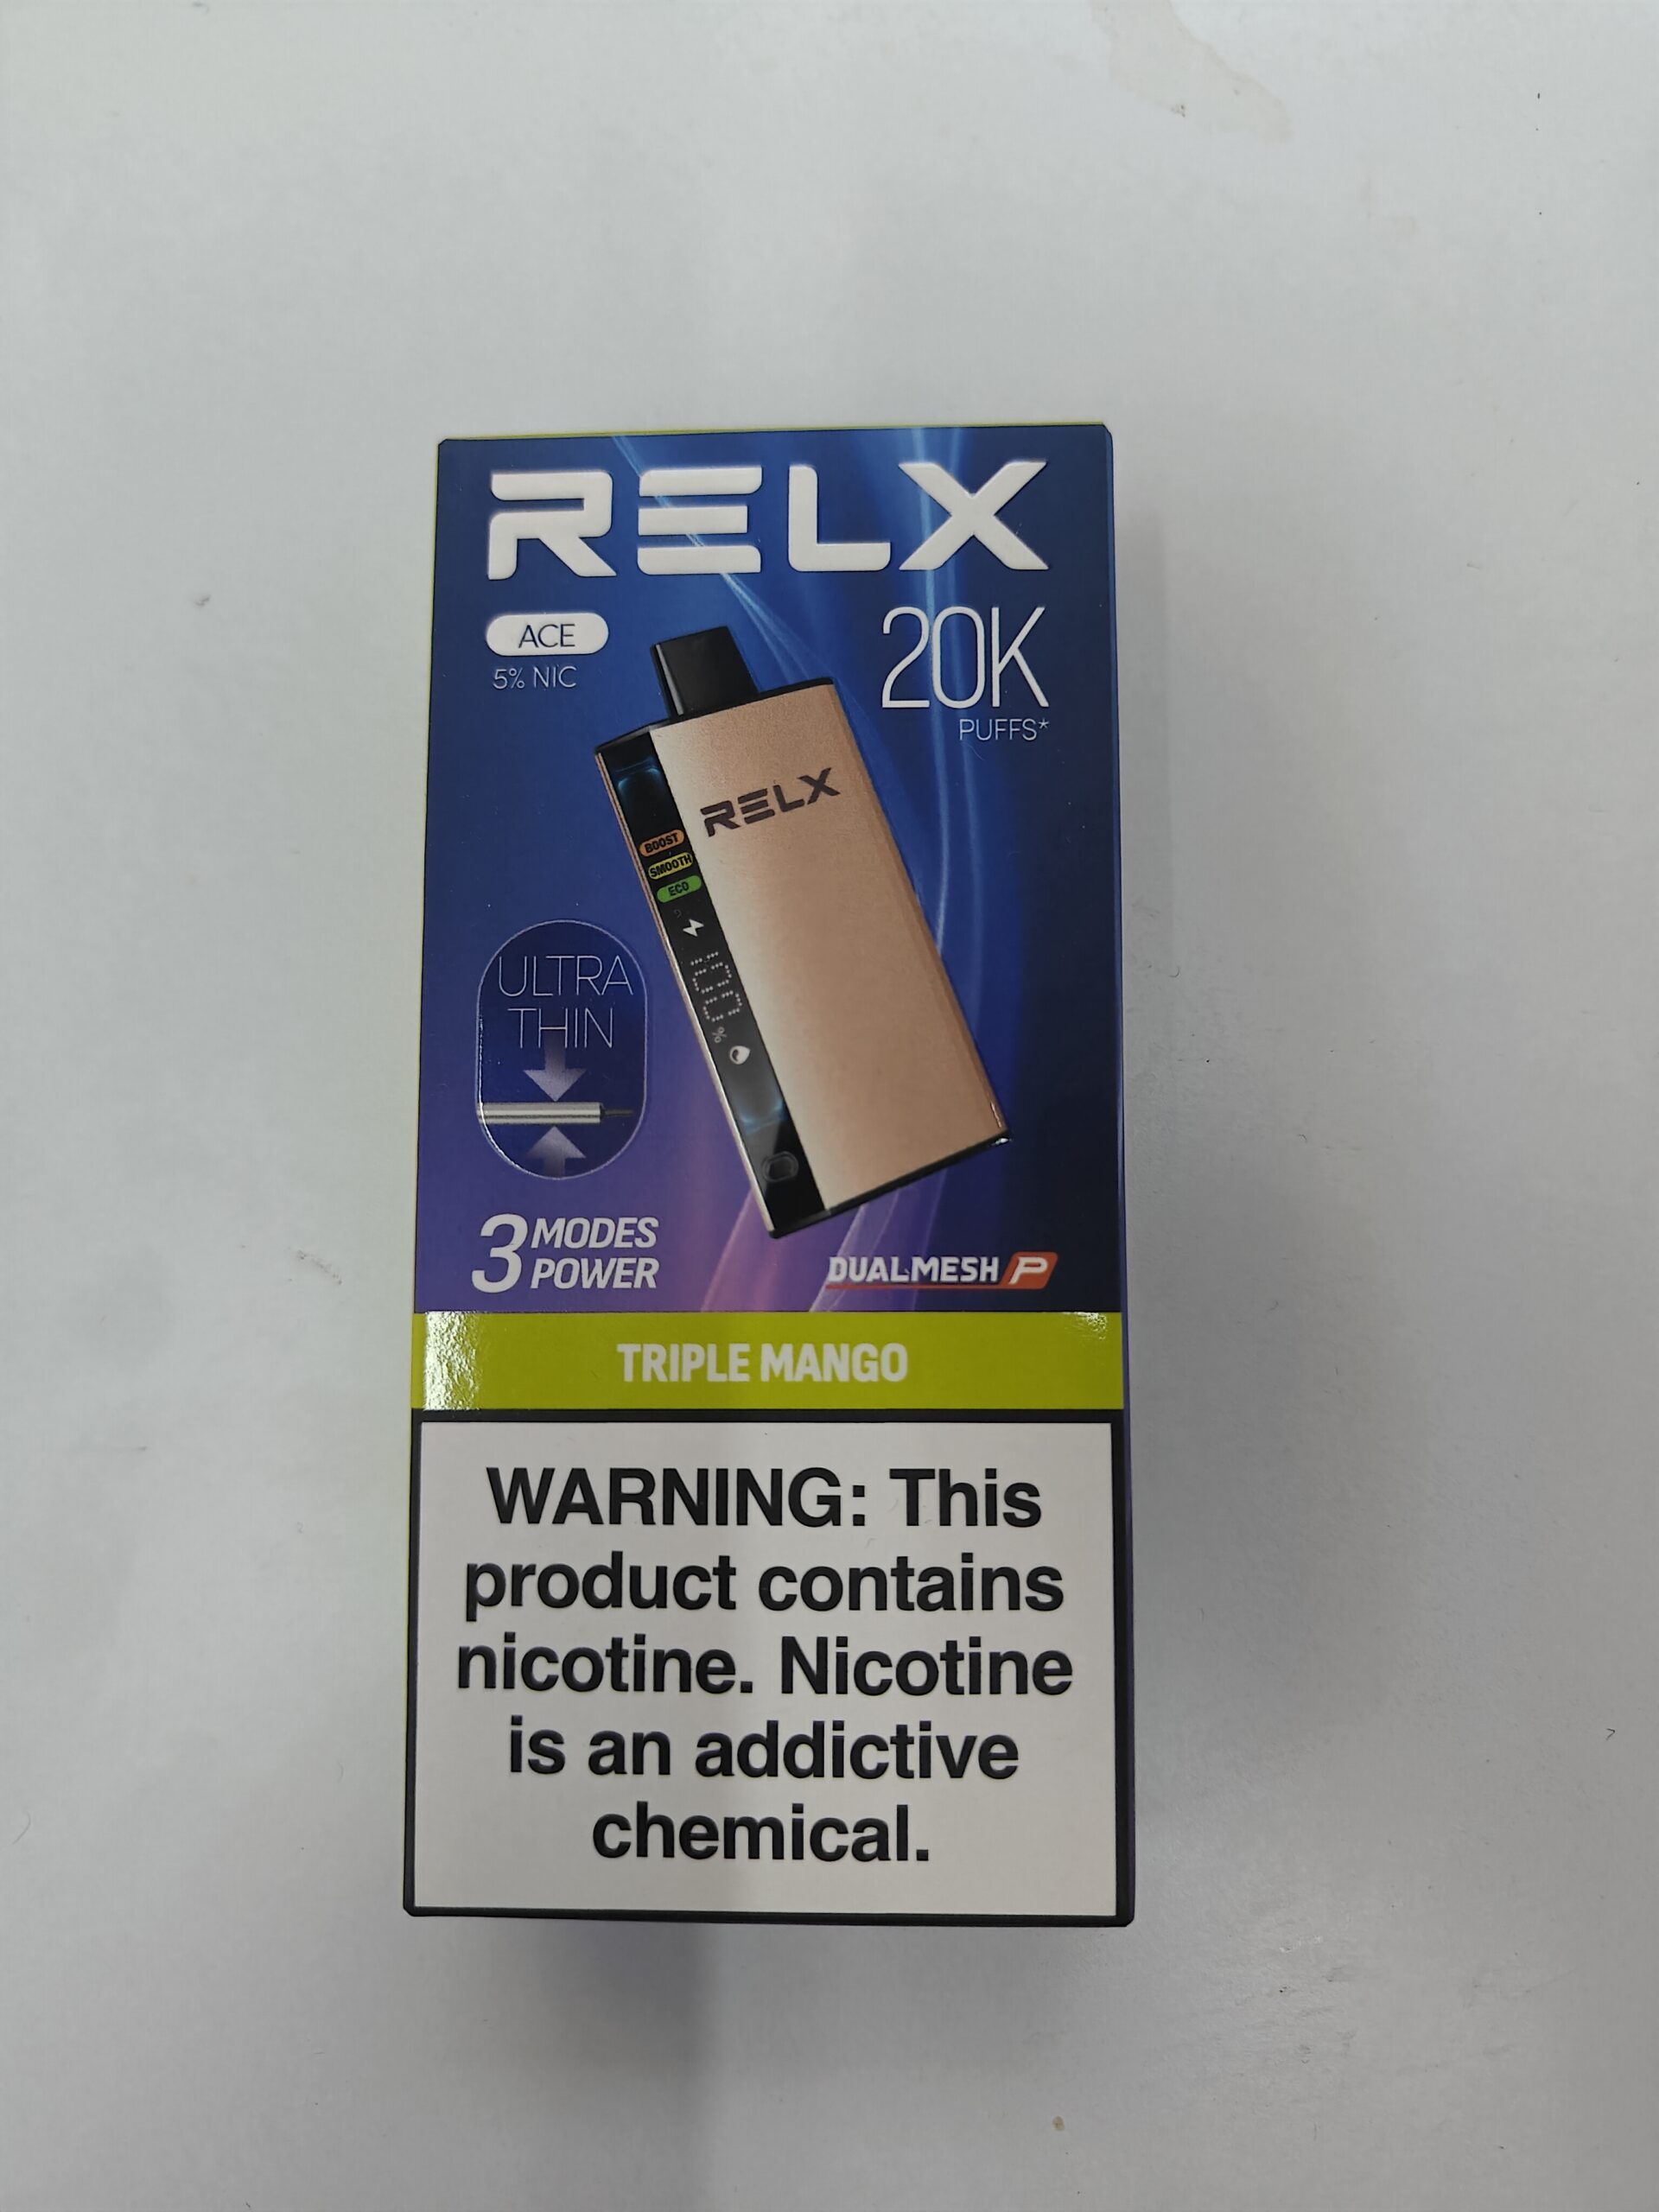 RELX
ACE
5% NIC
20K
PUFFS*
RELX
BOOST
SMOOTH
ECO
100%
ULTRA
THIN
3 MODES
POWER
DUALMESH P
TRIPLE MANGO
WARNING: This
product contains
nicotine. Nicotine
is an addictive
chemical.